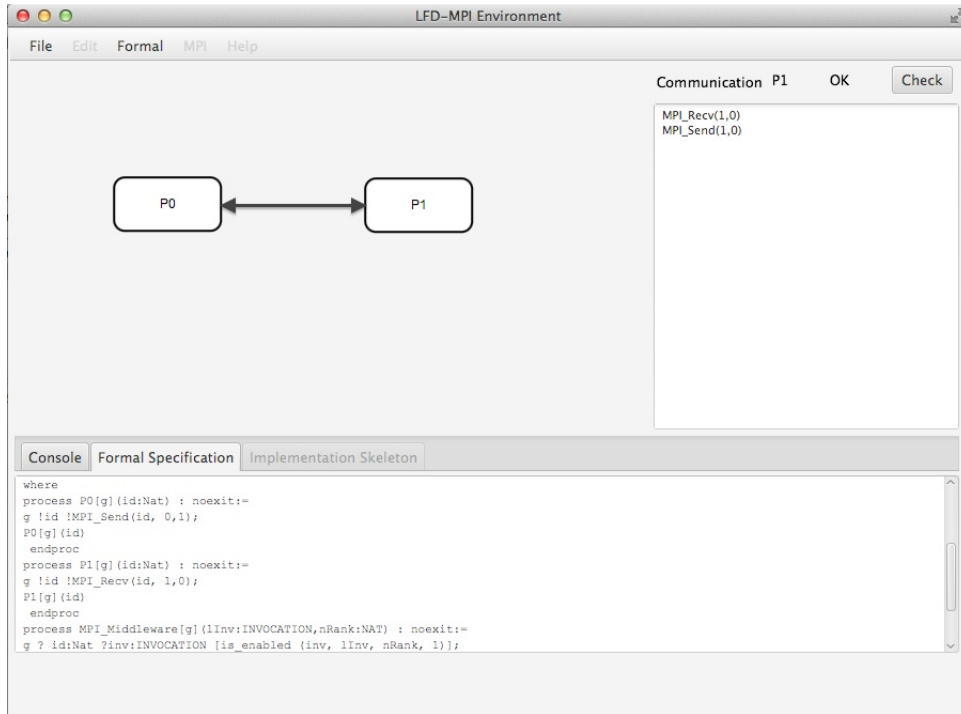 LFD-MPI Environment
File Edit Formal MPI Help
Communication P1 OK Check
MPI_Recv(1,0)
MPI_Send(1,0)
P0 P1
Console Formal Specification Implementation Skeleton
where
process P0[g](id:Nat) : noexit:=
g !id !MPI_Send(id, 0,1);
P0[g](id)
endproc
process P1[g](id:Nat) : noexit:=
g !id !MPI_Recv(id, 1,0);
P1[g](id)
endproc
process MPI_Middleware[g](lInv:INVOCATION,nRank:NAT) : noexit:=
g ? id:Nat ?inv:INVOCATION [is_enabled (inv, lInv, nRank, 1)];